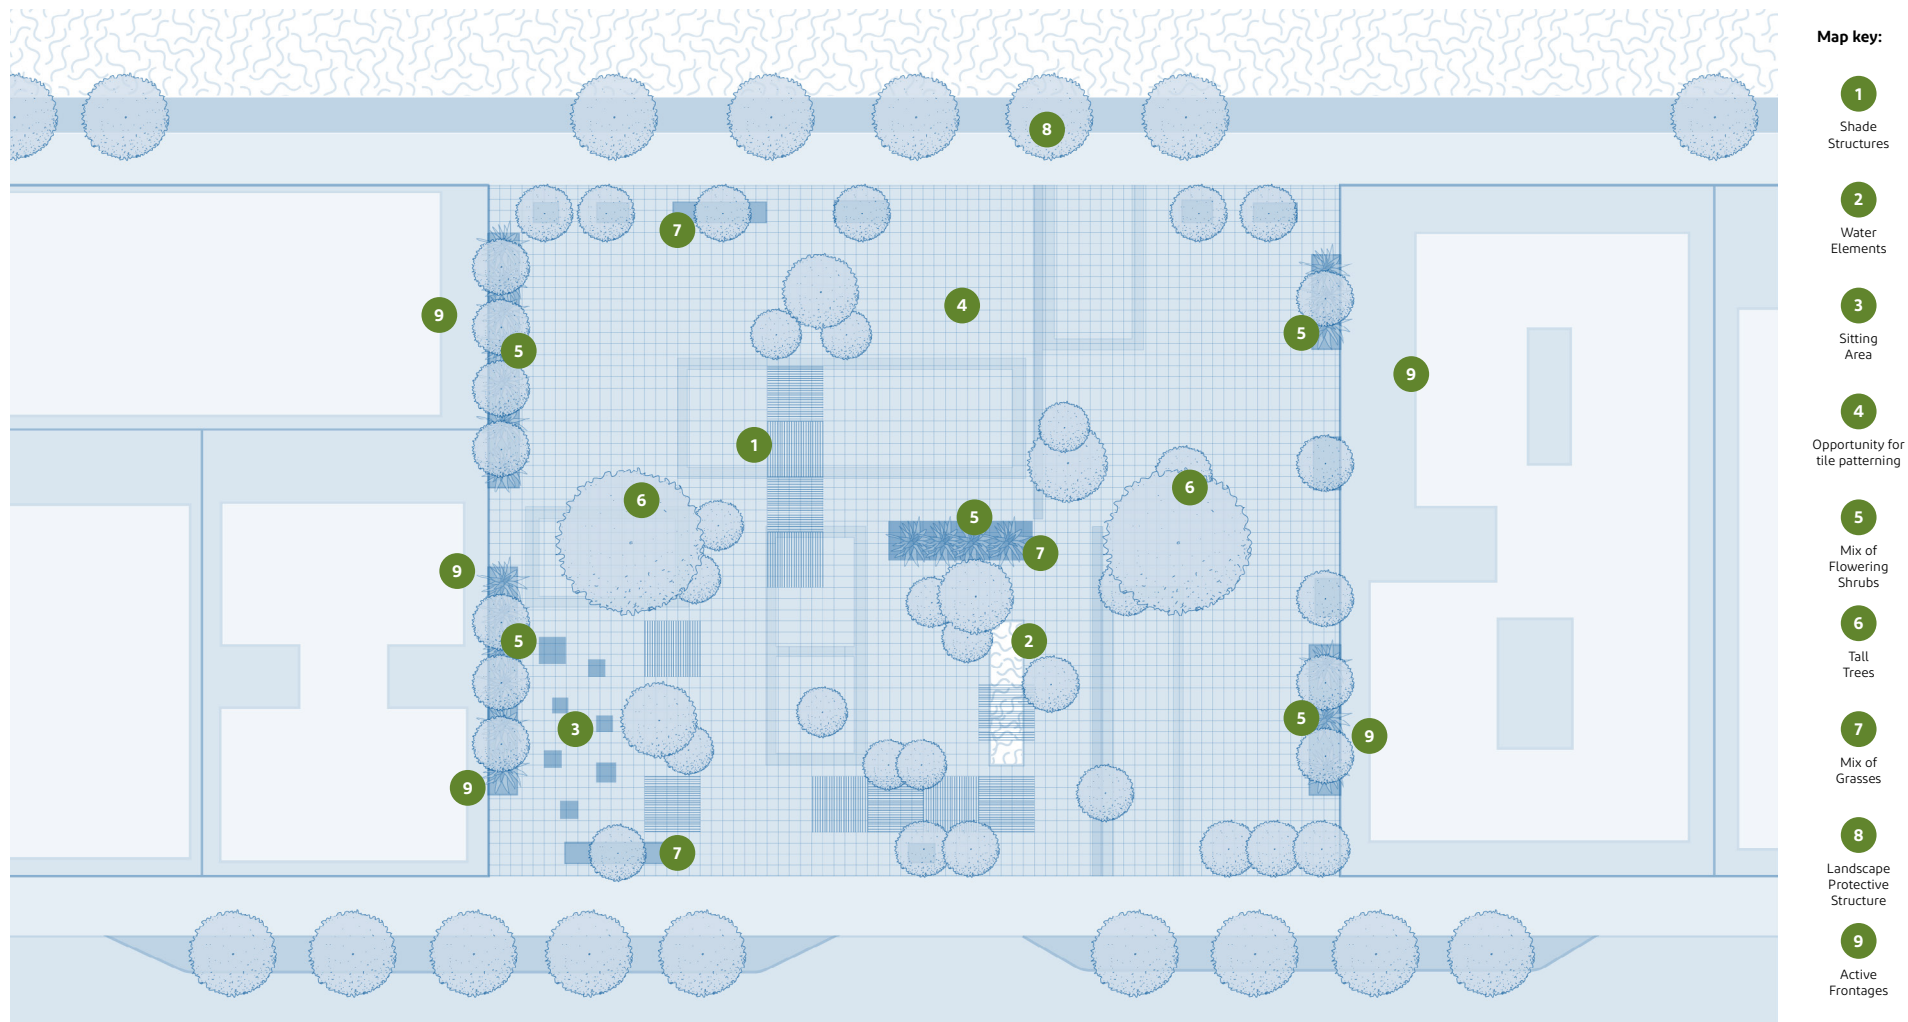 Map key:
1
Shade
Structures
2
Water
Elements
3
Sitting
Area
4
Opportunity for
tile patterning
5
Mix of
Flowering
Shrubs
6
Tall
Trees
7
Mix of
Grasses
8
Landscape
Protective
Structure
9
Active
Frontages
8
7
4
9
5
5
9
1
6
6
5
7
9
5
2
3
5
9
9
7